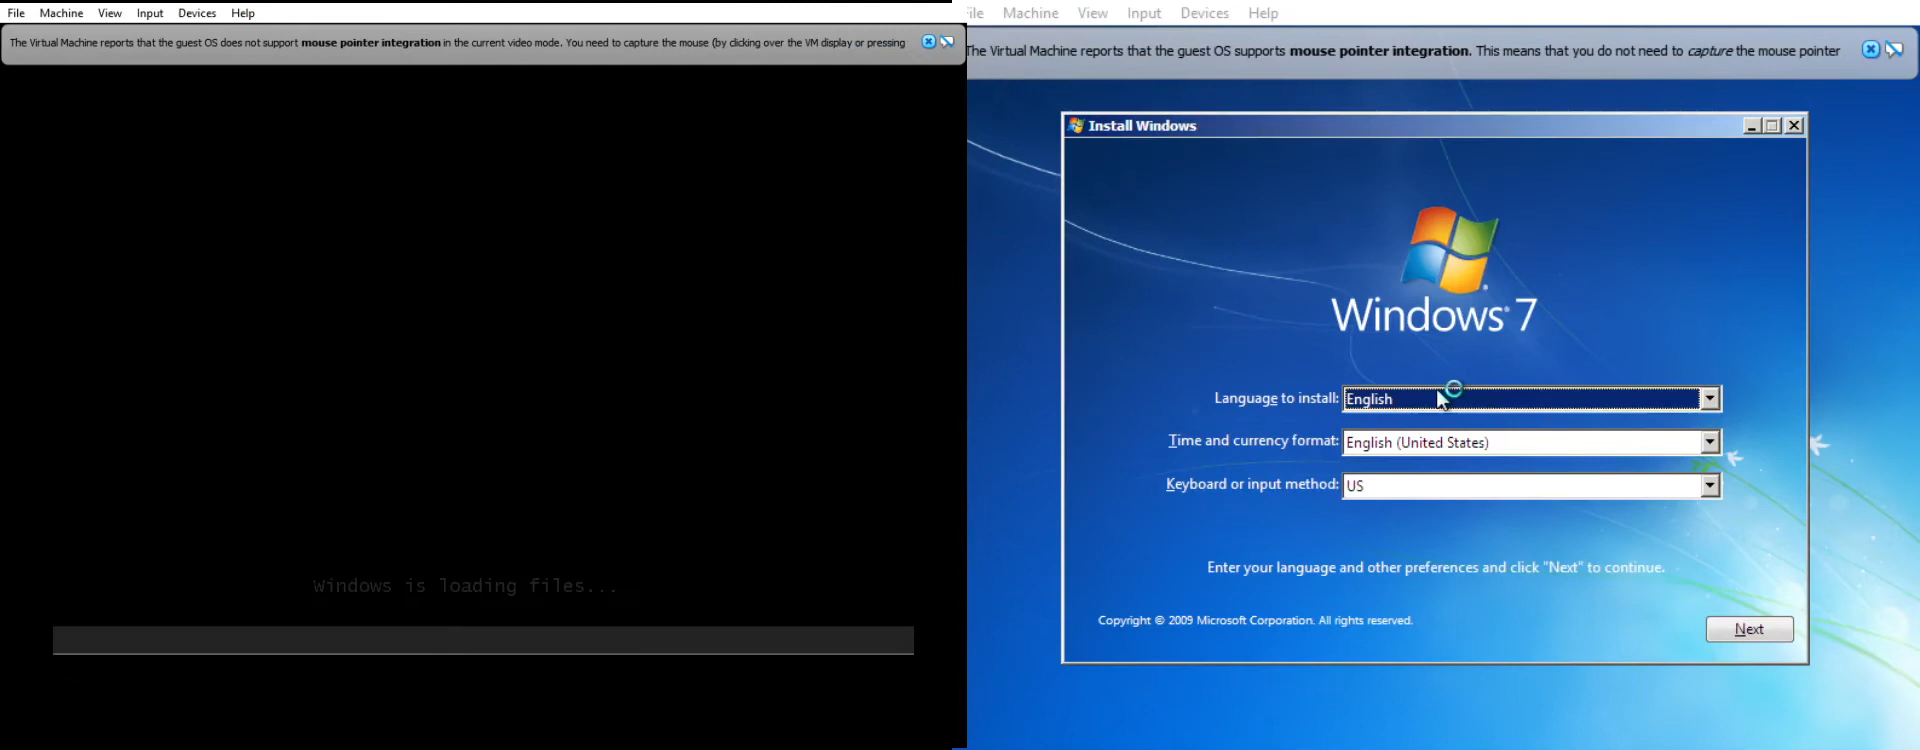 File Machine View Input Devices Help
The Virtual Machine reports that the guest OS does not support mouse pointer integration in the current video mode. You need to capture the mouse (by clicking over the VM display or pressing
Windows is loading files...
ile Machine View Input Devices Help
The Virtual Machine reports that the guest OS supports mouse pointer integration. This means that you do not need to capture the mouse pointer
Install Windows
Windows 7
Language to install: English
Time and currency format: English (United States)
Keyboard or input method: US
Enter your language and other preferences and click "Next" to continue.
Copyright © 2009 Microsoft Corporation. All rights reserved.
Next